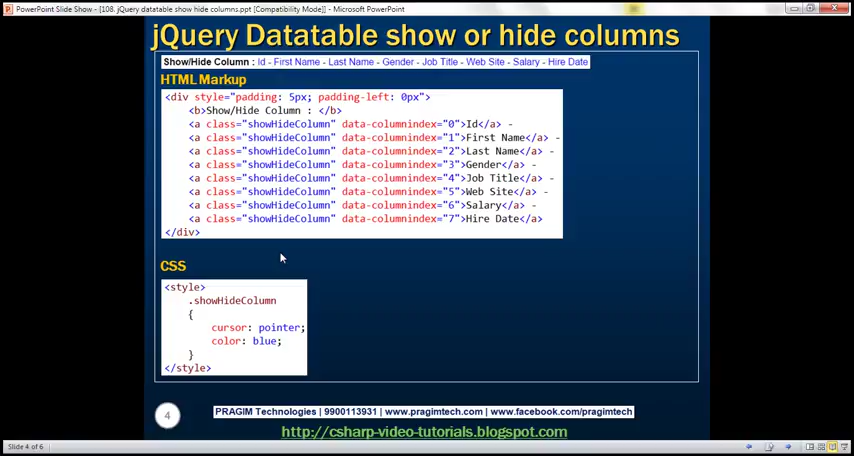 PowerPoint Slide Show - [108. jQuery datatable show hide columns.ppt [Compatibility Mode]] - Microsoft PowerPoint
jQuery Datatable show or hide columns
Show/Hide Column : Id - First Name - Last Name - Gender - Job Title - Web Site - Salary - Hire Date
HTML Markup
<div style="padding: 5px; padding-left: 0px">
<b>Show/Hide Column : </b>
<a class="showHideColumn" data-columnindex="0">Id</a> -
<a class="showHideColumn" data-columnindex="1">First Name</a> -
<a class="showHideColumn" data-columnindex="2">Last Name</a> -
<a class="showHideColumn" data-columnindex="3">Gender</a> -
<a class="showHideColumn" data-columnindex="4">Job Title</a> -
<a class="showHideColumn" data-columnindex="5">Web Site</a> -
<a class="showHideColumn" data-columnindex="6">Salary</a> -
<a class="showHideColumn" data-columnindex="7">Hire Date</a>
</div>
CSS
<style>
.showHideColumn
{
cursor: pointer;
color: blue;
}
</style>
4
PRAGIM Technologies | 9900113931 | www.pragimtech.com | www.facebook.com/pragimtech
http://csharp-video-tutorials.blogspot.com
Slide 4 of 6